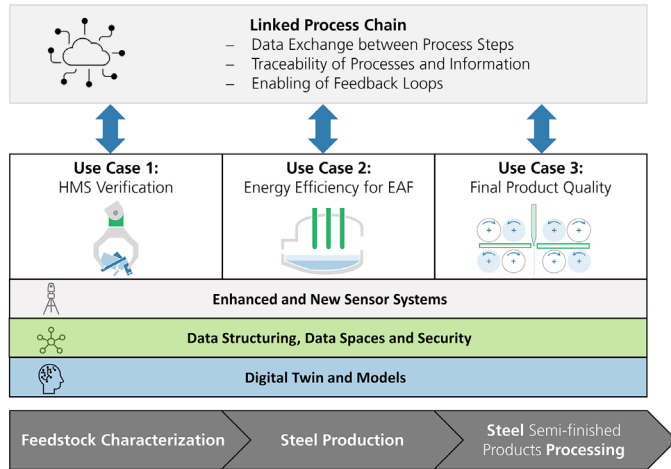 Linked Process Chain
– Data Exchange between Process Steps
– Traceability of Processes and Information
– Enabling of Feedback Loops
Use Case 1:
HMS Verification
Use Case 2:
Energy Efficiency for EAF
Use Case 3:
Final Product Quality
Enhanced and New Sensor Systems
Data Structuring, Data Spaces and Security
Digital Twin and Models
Feedstock Characterization
Steel Production
Steel Semi-finished
Products Processing